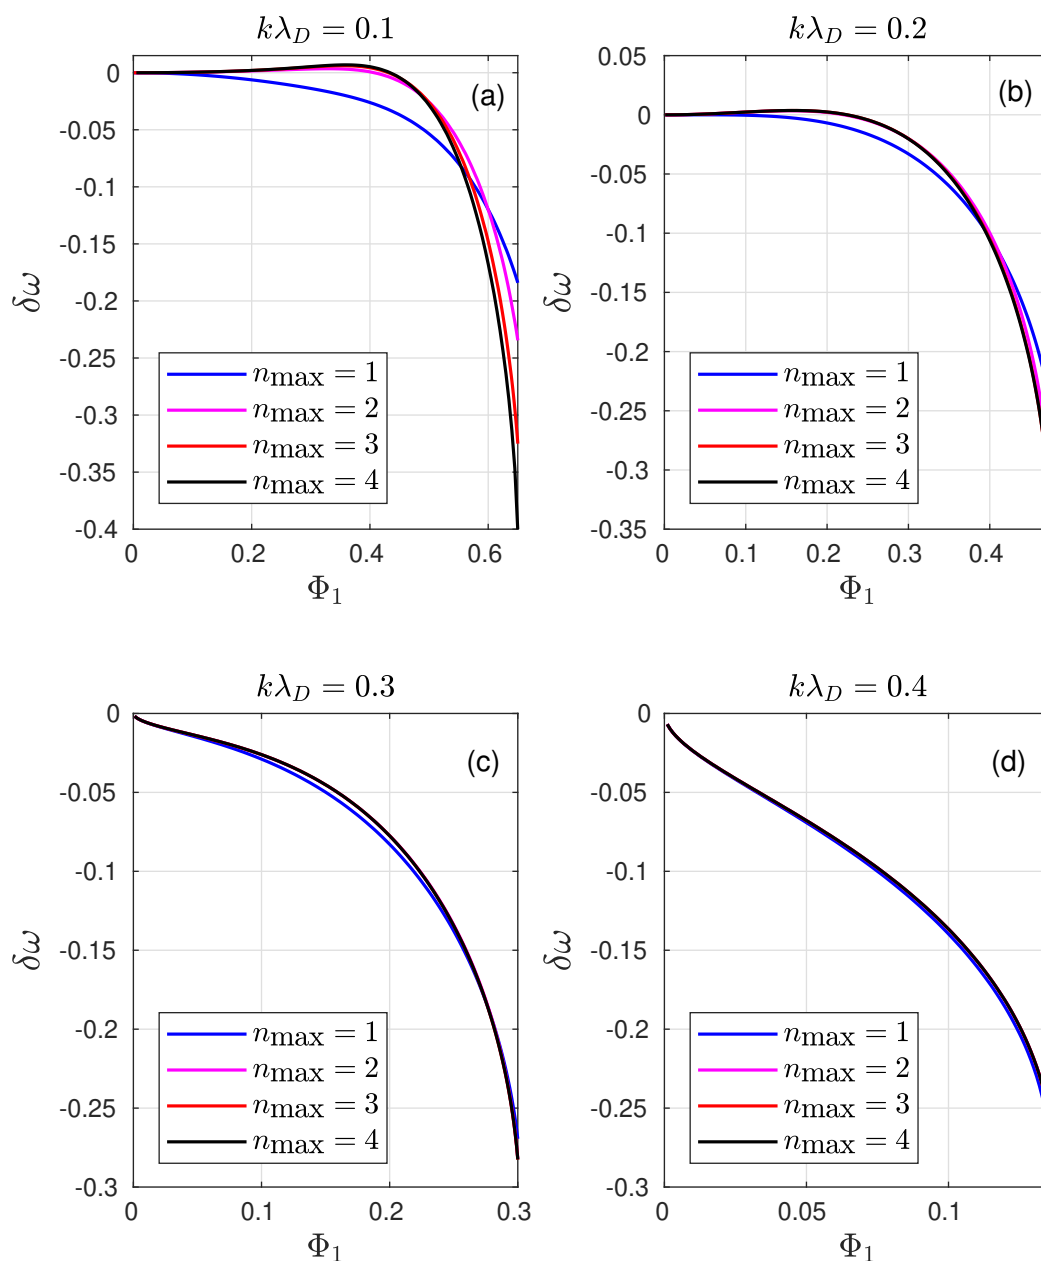 kλ_D = 0.1
(a)
0
-0.05
-0.1
-0.15
-0.2
-0.25
-0.3
-0.35
-0.4
δω
n_max = 1
n_max = 2
n_max = 3
n_max = 4
0 0.2 0.4 0.6
Φ_1
kλ_D = 0.2
(b)
0.05
0
-0.05
-0.1
-0.15
-0.2
-0.25
-0.3
-0.35
δω
n_max = 1
n_max = 2
n_max = 3
n_max = 4
0 0.1 0.2 0.3 0.4
Φ_1
kλ_D = 0.3
(c)
0
-0.05
-0.1
-0.15
-0.2
-0.25
-0.3
δω
n_max = 1
n_max = 2
n_max = 3
n_max = 4
0 0.1 0.2 0.3
Φ_1
kλ_D = 0.4
(d)
0
-0.05
-0.1
-0.15
-0.2
-0.25
-0.3
δω
n_max = 1
n_max = 2
n_max = 3
n_max = 4
0 0.05 0.1
Φ_1